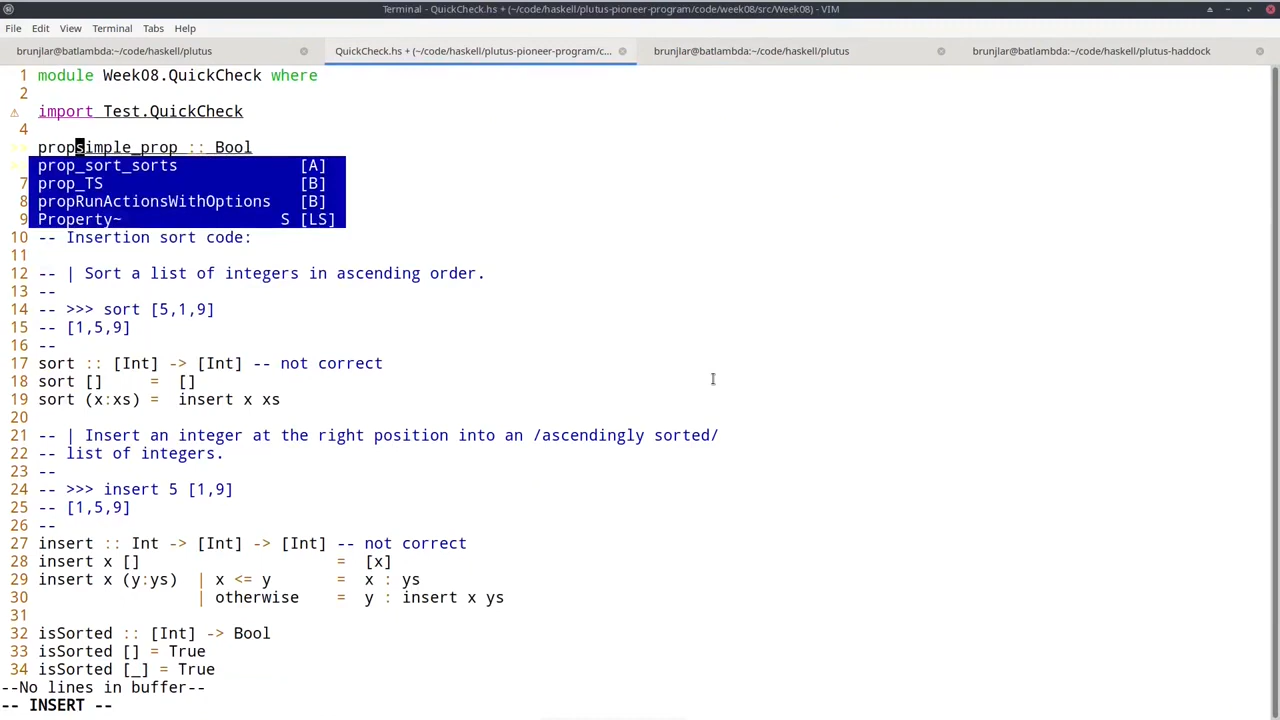 Terminal - QuickCheck.hs + (~/code/haskell/plutus-pioneer-program/code/week08/src/Week08) - VIM
File Edit View Terminal Tabs Help
brunjlar@batlambda:~/code/haskell/plutus QuickCheck.hs + (~/code/haskell/plutus-pioneer-program/c... brunjlar@batlambda:~/code/haskell/plutus brunjlar@batlambda:~/code/haskell/plutus-haddock
1 module Week08.QuickCheck where
2
⚠ import Test.QuickCheck
4
>> propsimple_prop :: Bool
prop_sort_sorts [A]
7 prop_TS [B]
8 propRunActionsWithOptions [B]
9 Property~ S [LS]
10 -- Insertion sort code:
11
12 -- | Sort a list of integers in ascending order.
13 --
14 -- >>> sort [5,1,9]
15 -- [1,5,9]
16 --
17 sort :: [Int] -> [Int] -- not correct
18 sort [] = []
19 sort (x:xs) = insert x xs
20
21 -- | Insert an integer at the right position into an /ascendingly sorted/
22 -- list of integers.
23 --
24 -- >>> insert 5 [1,9]
25 -- [1,5,9]
26 --
27 insert :: Int -> [Int] -> [Int] -- not correct
28 insert x [] = [x]
29 insert x (y:ys) | x <= y = x : ys
30 | otherwise = y : insert x ys
31
32 isSorted :: [Int] -> Bool
33 isSorted [] = True
34 isSorted [_] = True
--No lines in buffer--
-- INSERT --